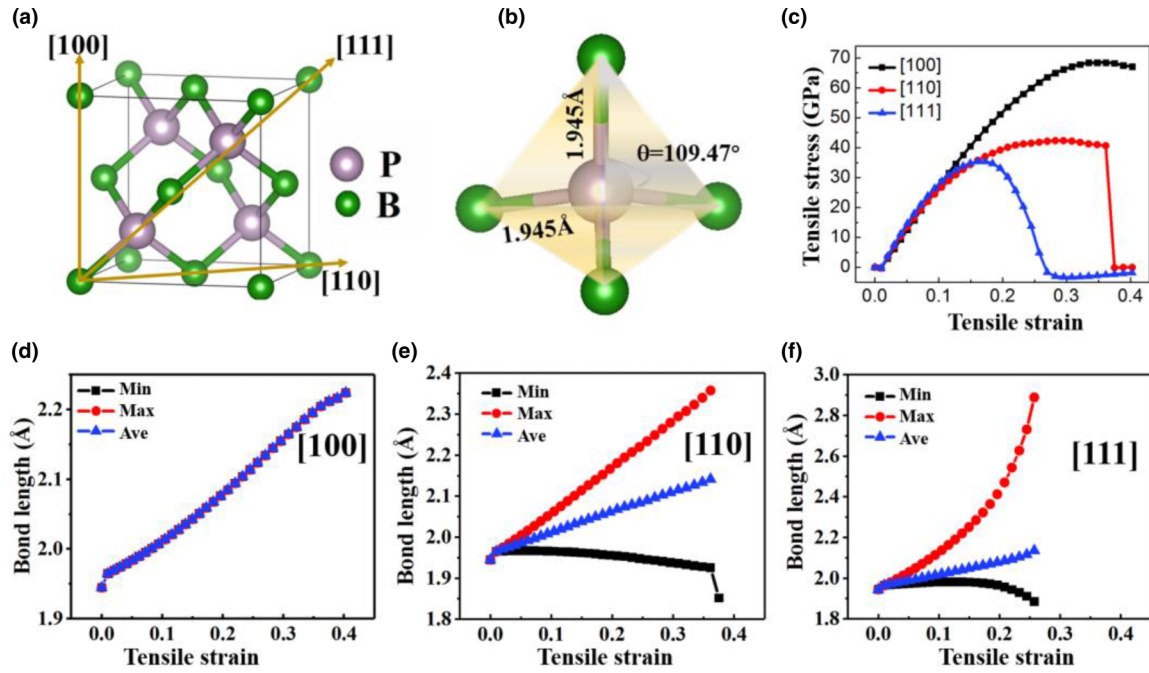 (a)
[100]
[111]
[110]
P
B
(b)
1.945Å
1.945Å
θ=109.47°
(c)
Tensile stress (GPa)
70
60
50
40
30
20
10
0
[100]
[110]
[111]
0.0 0.1 0.2 0.3 0.4
Tensile strain
(d)
Bond length (Å)
2.2
2.1
2.0
1.9
Min
Max
Ave
[100]
0.0 0.1 0.2 0.3 0.4
Tensile strain
(e)
Bond length (Å)
2.4
2.3
2.2
2.1
2.0
1.9
1.8
Min
Max
Ave
[110]
0.0 0.1 0.2 0.3 0.4
Tensile strain
(f)
Bond length (Å)
3.0
2.8
2.6
2.4
2.2
2.0
1.8
Min
Max
Ave
[111]
0.0 0.1 0.2 0.3 0.4
Tensile strain